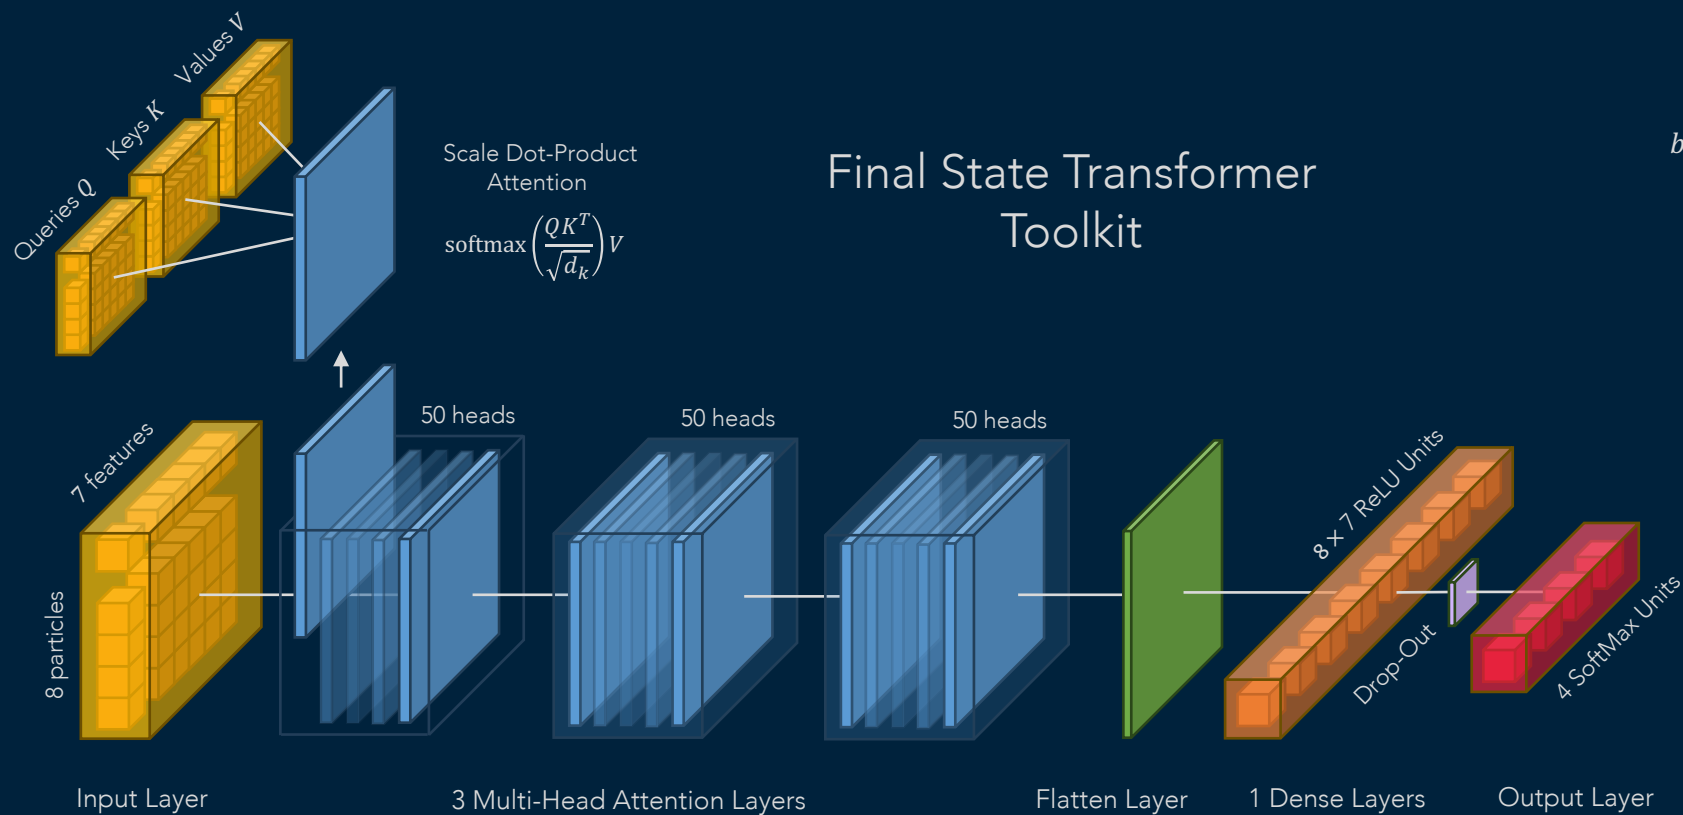 Values V
Keys K
Queries Q
Scale Dot-Product
Attention
softmax(QK^T/√d_k)V
Final State Transformer
Toolkit
b
7 features
8 particles
50 heads
50 heads
50 heads
8 × 7 ReLU Units
Drop-Out
4 SoftMax Units
Input Layer
3 Multi-Head Attention Layers
Flatten Layer
1 Dense Layers
Output Layer